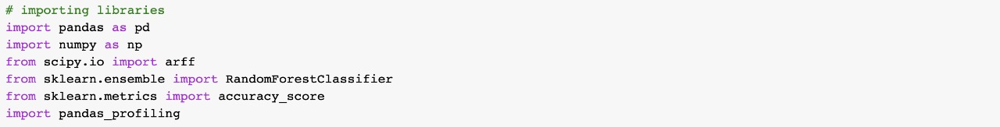 # importing libraries
import pandas as pd
import numpy as np
from scipy.io import arff
from sklearn.ensemble import RandomForestClassifier
from sklearn.metrics import accuracy_score
import pandas_profiling